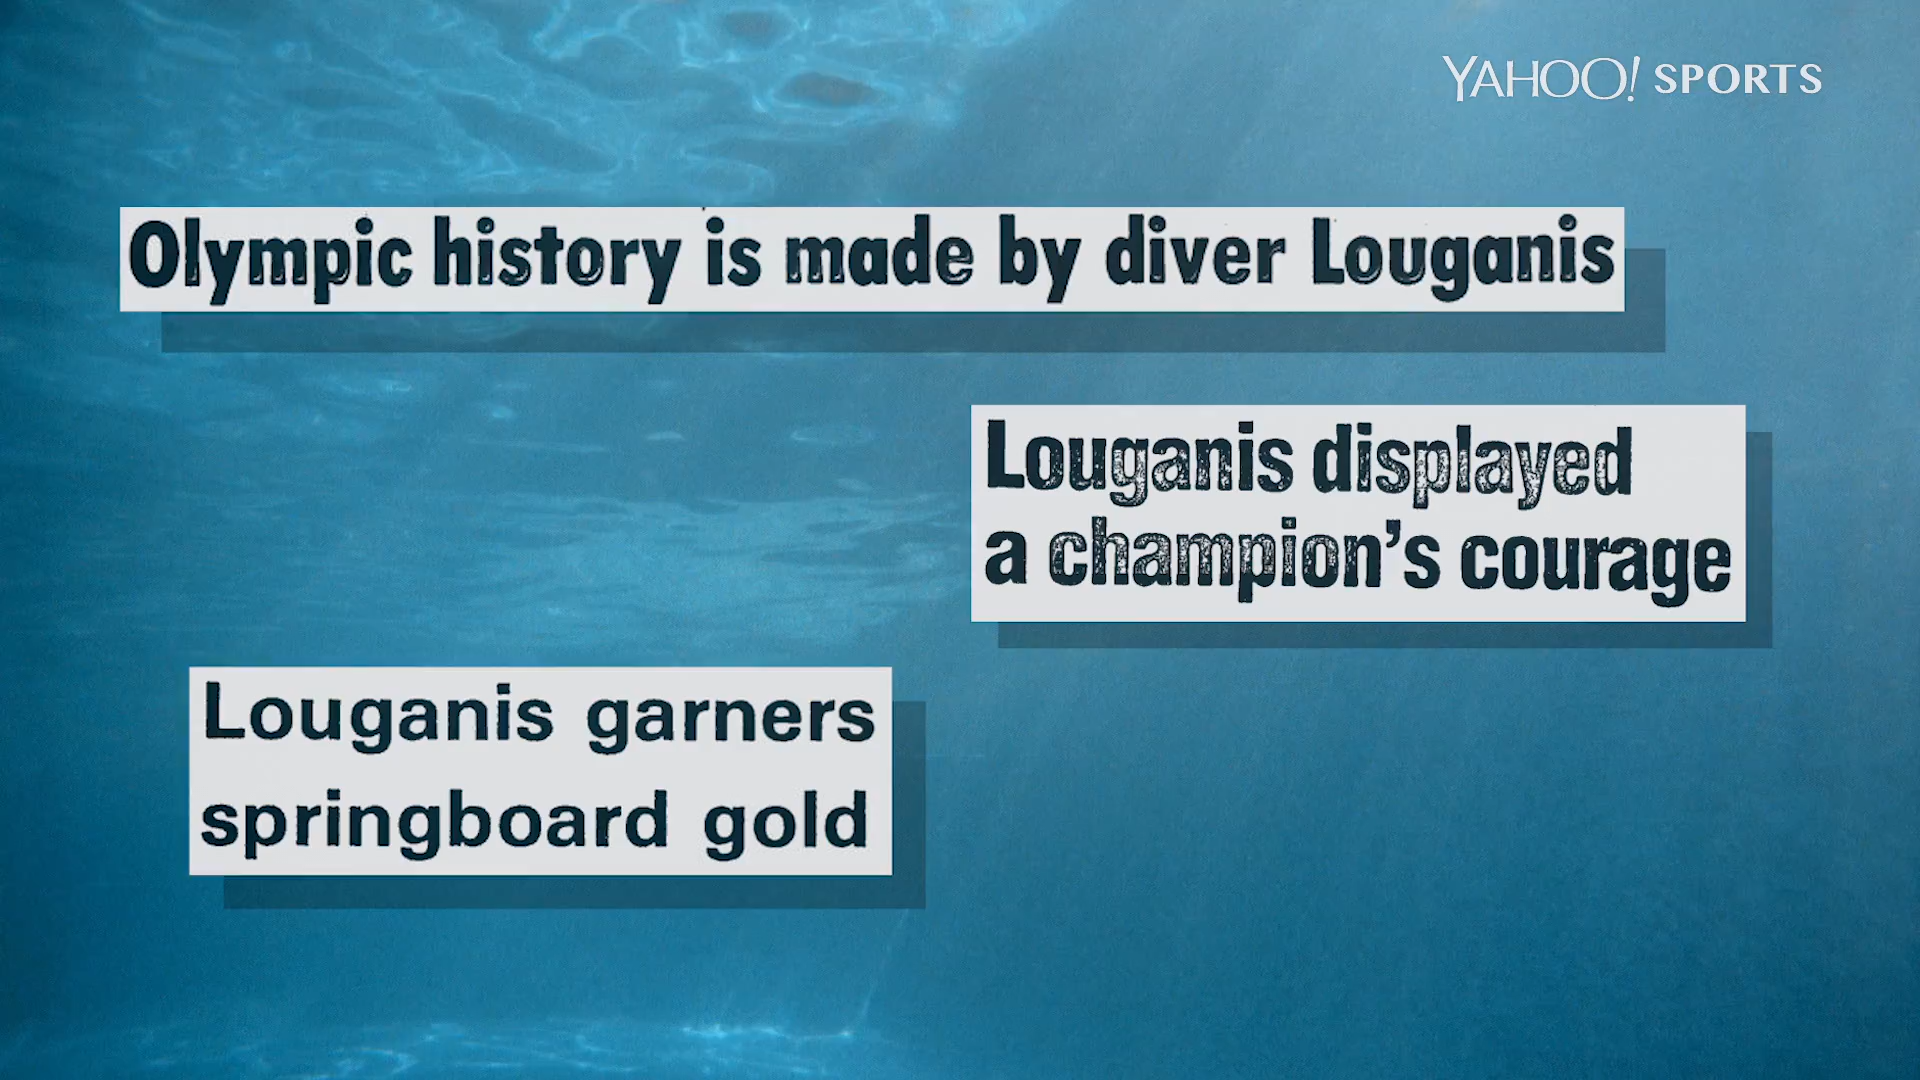 YAHOO! SPORTS
Olympic history is made by diver Louganis
Louganis displayed
a champion's courage
Louganis garners
springboard gold